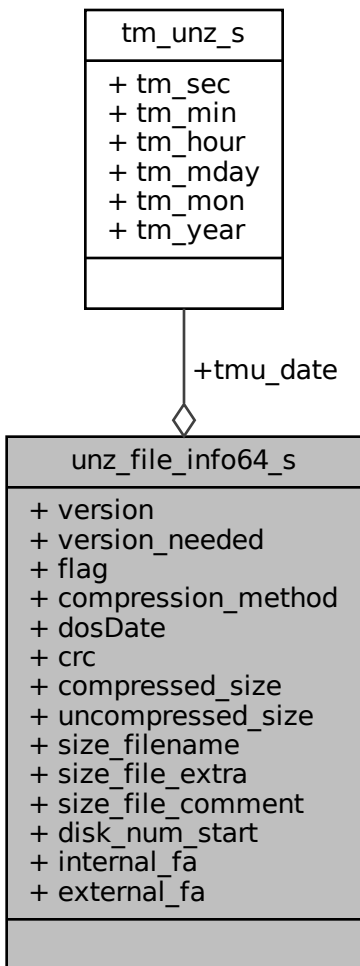 tm_unz_s
+ tm_sec
+ tm_min
+ tm_hour
+ tm_mday
+ tm_mon
+ tm_year
+tmu_date
unz_file_info64_s
+ version
+ version_needed
+ flag
+ compression_method
+ dosDate
+ crc
+ compressed_size
+ uncompressed_size
+ size_filename
+ size_file_extra
+ size_file_comment
+ disk_num_start
+ internal_fa
+ external_fa